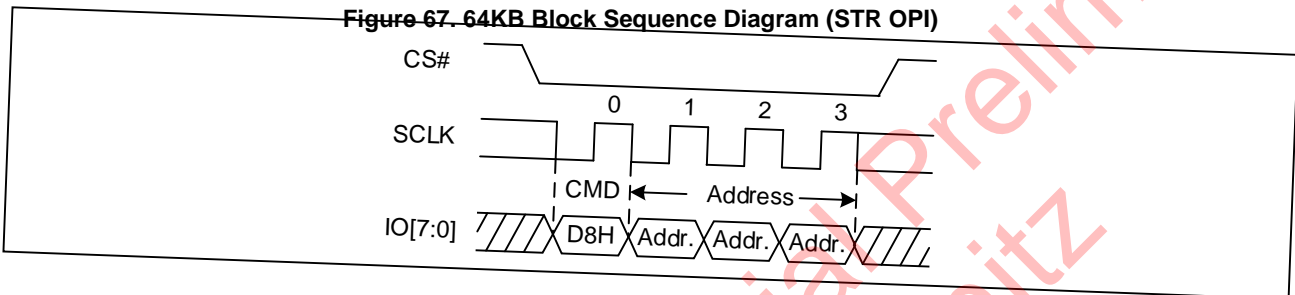 Figure 67. 64KB Block Sequence Diagram (STR OPI)
CS#
0 1 2 3
SCLK
CMD Address
IO[7:0] D8H Addr. Addr. Addr.